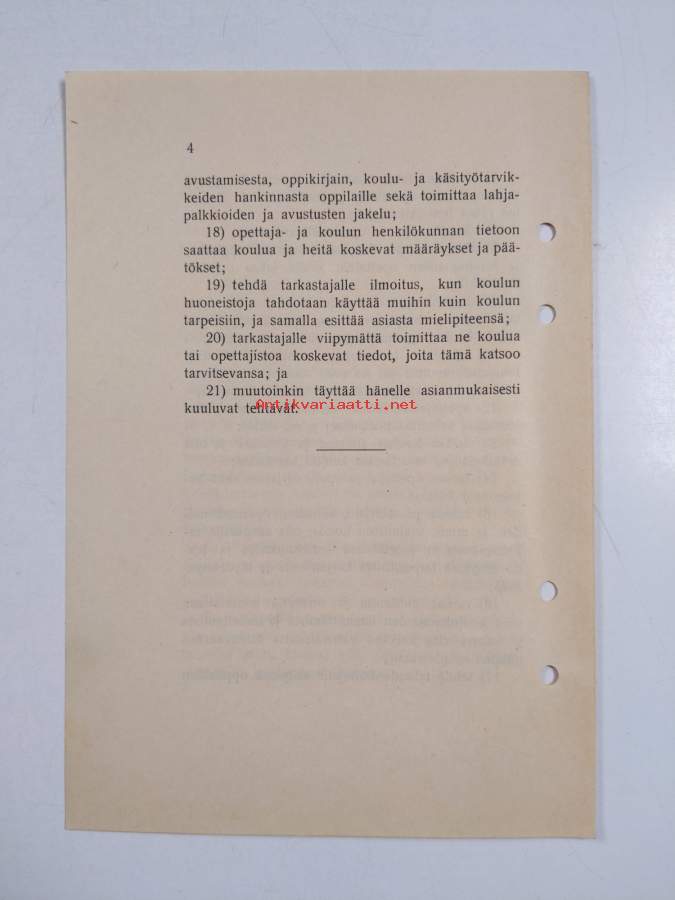 4
avustamisesta, oppikirjain, koulu- ja käsityötarvik-
keiden hankinnasta oppilaille sekä toimittaa lahja-
palkkioiden ja avustusten jakelu;
18) opettaja- ja koulun henkilökunnan tietoon
saattaa koulua ja heitä koskevat määräykset ja pää-
tökset;
19) tehdä tarkastajalle ilmoitus, kun koulun
huoneistoja tahdotaan käyttää muihin kuin koulun
tarpeisiin, ja samalla esittää asiasta mielipiteensä;
20) tarkastajalle viipymättä toimittaa ne koulua
tai opettajistoa koskevat tiedot, joita tämä katsoo
tarvitsevansa; ja
21) muutoinkin täyttää hänelle asianmukaisesti
kuuluvat tehtävät.
Antikvariaatti.net